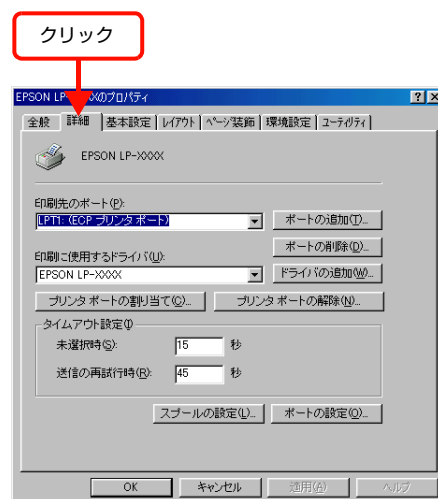 クリック
EPSON LP-XXXXのプロパティ
全般 詳細 基本設定 レイアウト ページ装飾 環境設定 ユーティリティ
EPSON LP-XXXX
印刷先のポート(P):
LPT1: (ECP プリンタ ポート)
ポートの追加(T)...
ポートの削除(D)...
印刷に使用するドライバ(U):
EPSON LP-XXXX
ドライバの追加(W)...
プリンタ ポートの割り当て(C)... プリンタ ポートの解除(N)...
タイムアウト設定
未選択時(S): 15 秒
送信の再試行時(R): 45 秒
スプールの設定(L)... ポートの設定(O)...
OK キャンセル 適用(A) ヘルプ